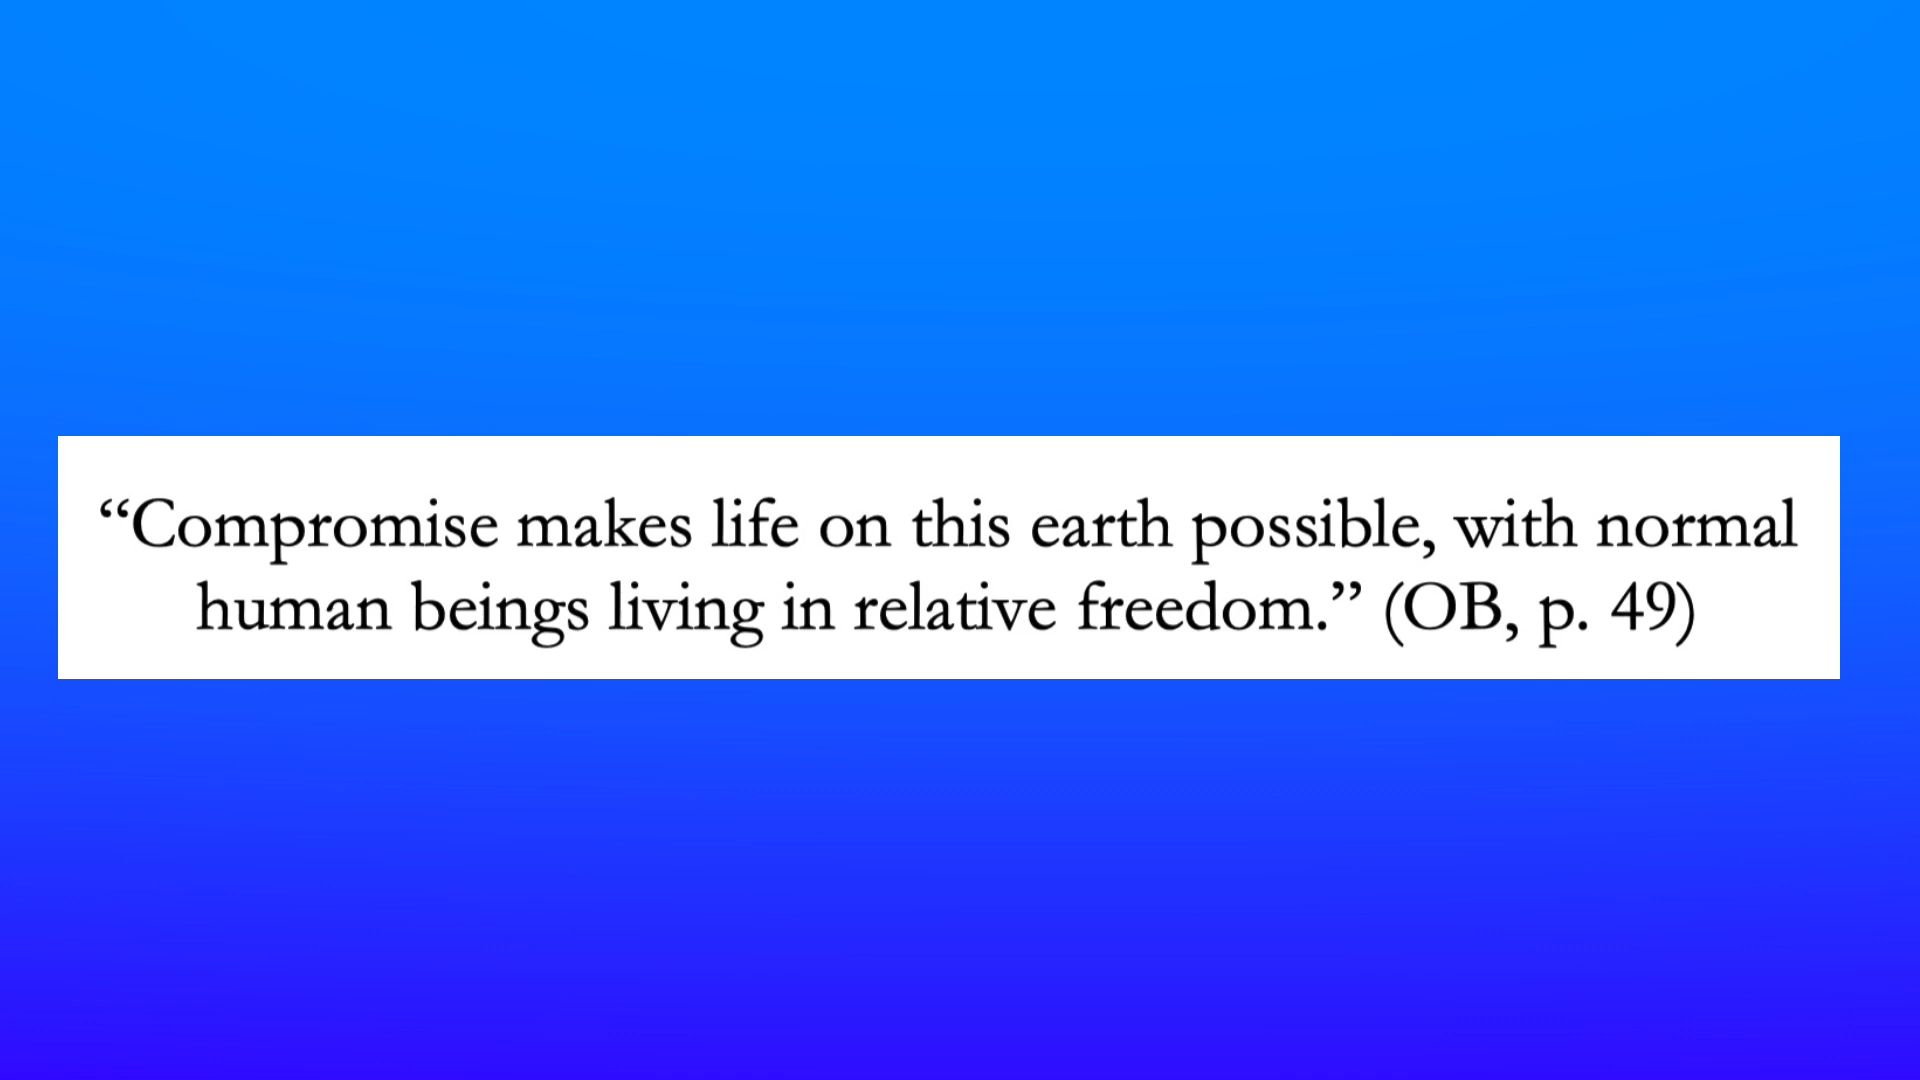 “Compromise makes life on this earth possible, with normal
human beings living in relative freedom.” (OB, p. 49)